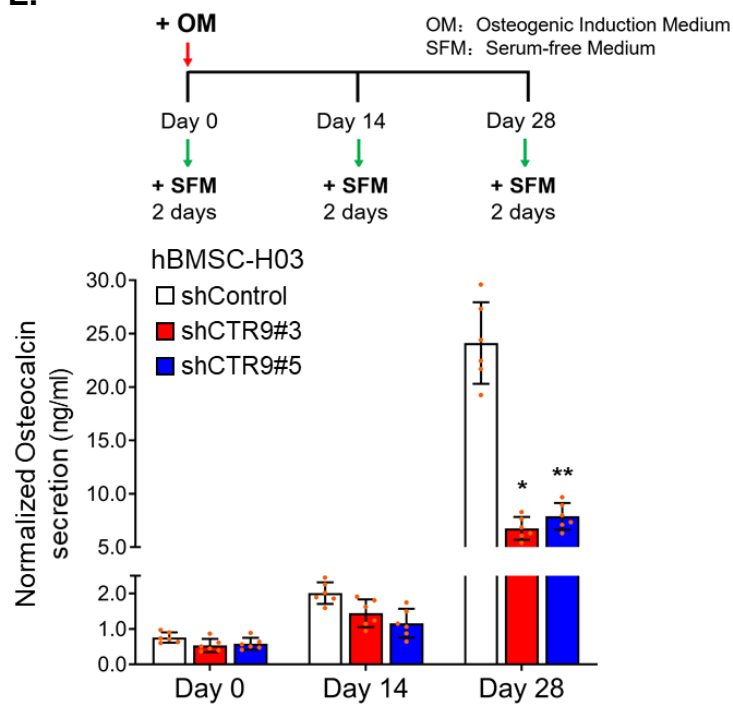 E.
+ OM
OM: Osteogenic Induction Medium
SFM: Serum-free Medium
Day 0 Day 14 Day 28
+ SFM + SFM + SFM
2 days 2 days 2 days
hBMSC-H03
shControl
shCTR9#3
shCTR9#5
Normalized Osteocalcin
secretion (ng/ml)
30.0
25.0
20.0
15.0
10.0
5.0
2.0
1.0
0.0
*
**
Day 0 Day 14 Day 28